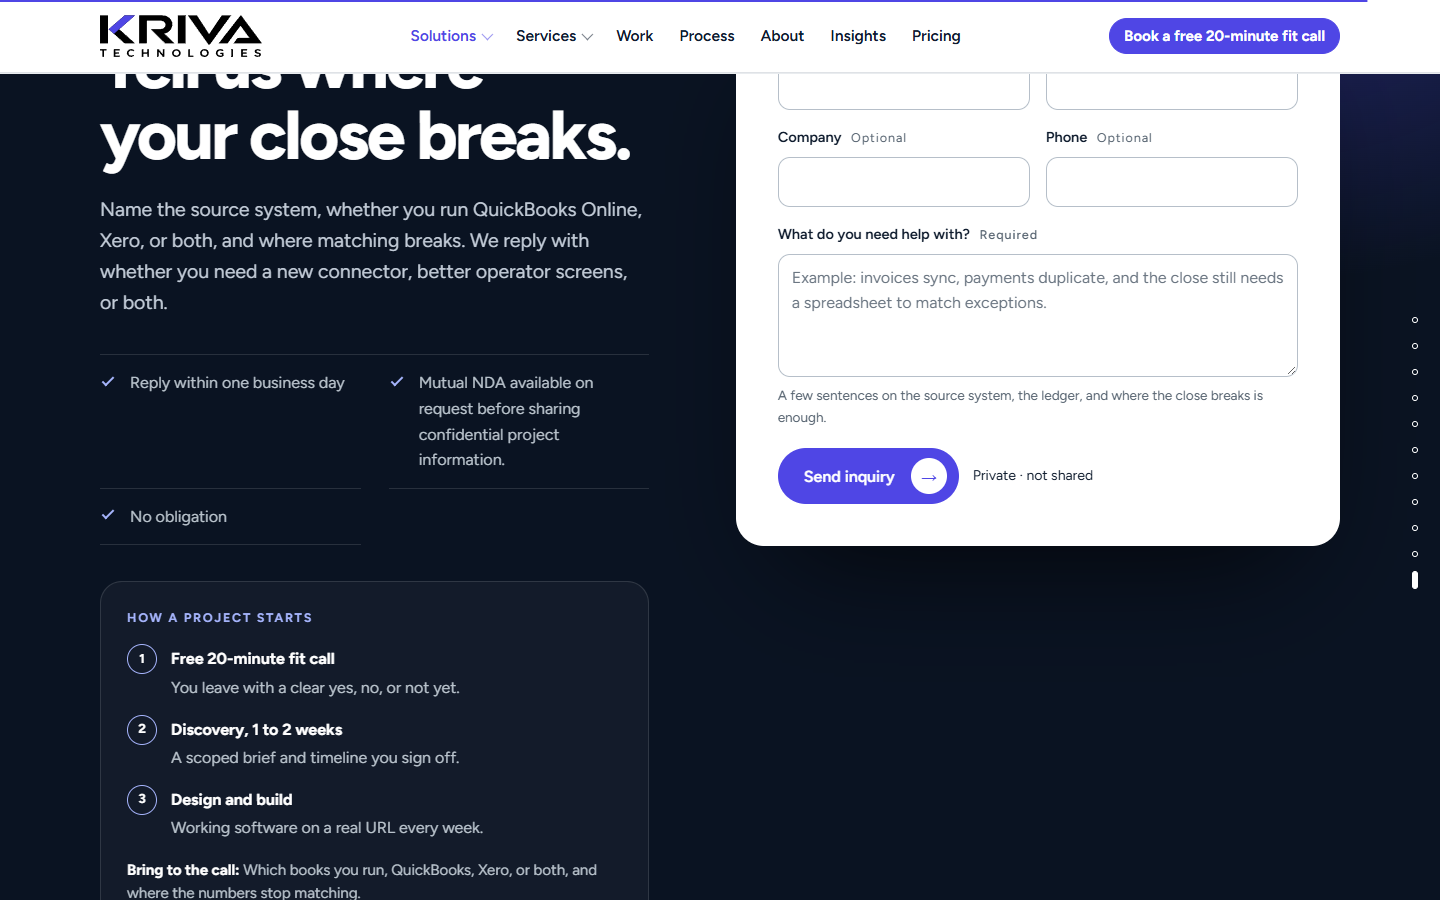 KRIVA
TECHNOLOGIES
Solutions
Services
Work
Process
About
Insights
Pricing
Book a free 20-minute fit call
Tell us where
your close breaks.
Name the source system, whether you run QuickBooks Online,
Xero, or both, and where matching breaks. We reply with
whether you need a new connector, better operator screens,
or both.
Reply within one business day
Mutual NDA available on
request before sharing
confidential project
information.
No obligation
HOW A PROJECT STARTS
1
Free 20-minute fit call
You leave with a clear yes, no, or not yet.
2
Discovery, 1 to 2 weeks
A scoped brief and timeline you sign off.
3
Design and build
Working software on a real URL every week.
Bring to the call: Which books you run, QuickBooks, Xero, or both, and
where the numbers stop matching.
Company Optional
Phone Optional
What do you need help with? Required
Example: invoices sync, payments duplicate, and the close still needs
a spreadsheet to match exceptions.
A few sentences on the source system, the ledger, and where the close breaks is
enough.
Send inquiry →
Private · not shared